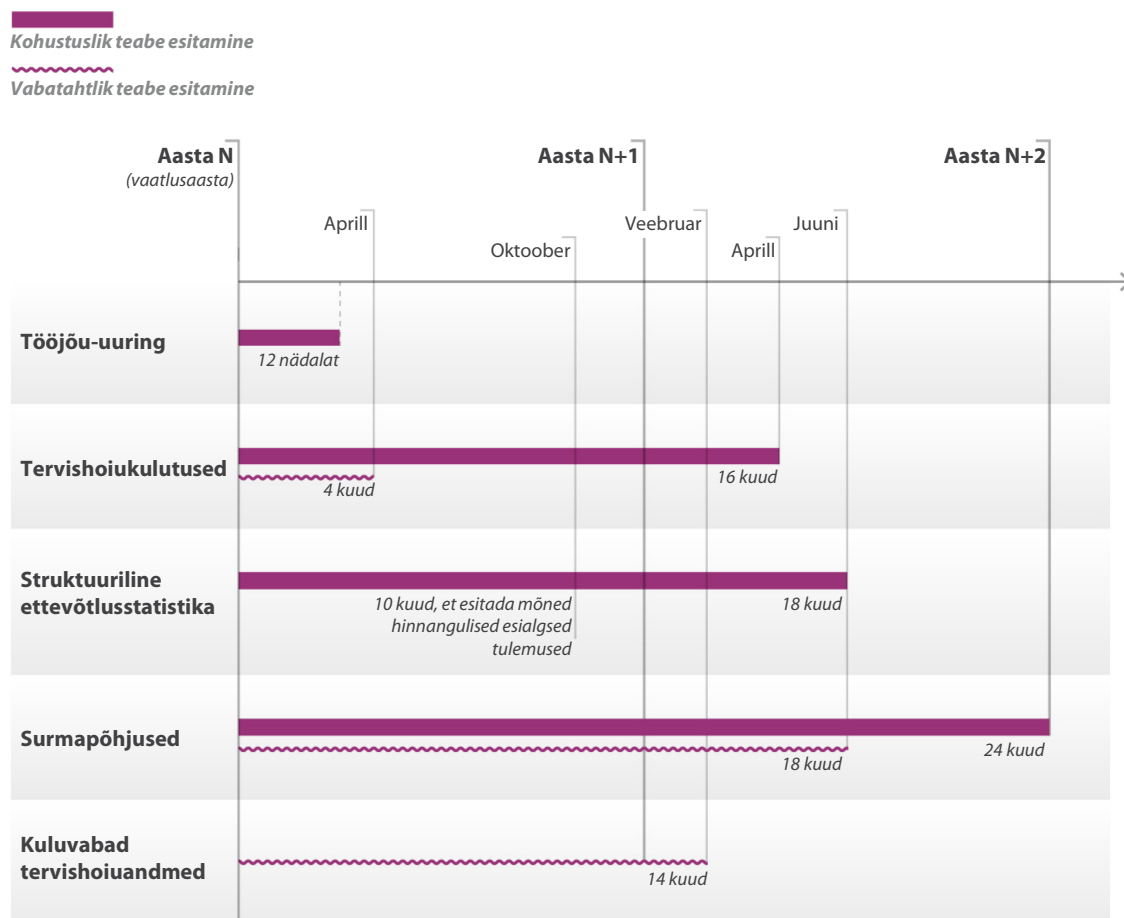 Kohustuslik teabe esitamine
Vabatahtlik teabe esitamine
Aasta N
(vaatlusaasta)
Aasta N+1
Aasta N+2
Aprill
Veebruar
Juuni
Oktoober
Aprill
Tööjõu-uuring
12 nädalat
Tervishoiukulutused
4 kuud
16 kuud
Struktuuriline
ettevõtlusstatistika
10 kuud, et esitada mõned
hinnangulised esialgsed
tulemused
18 kuud
Surmapõhjused
24 kuud
18 kuud
Kuluvabad
tervishoiuandmed
14 kuud